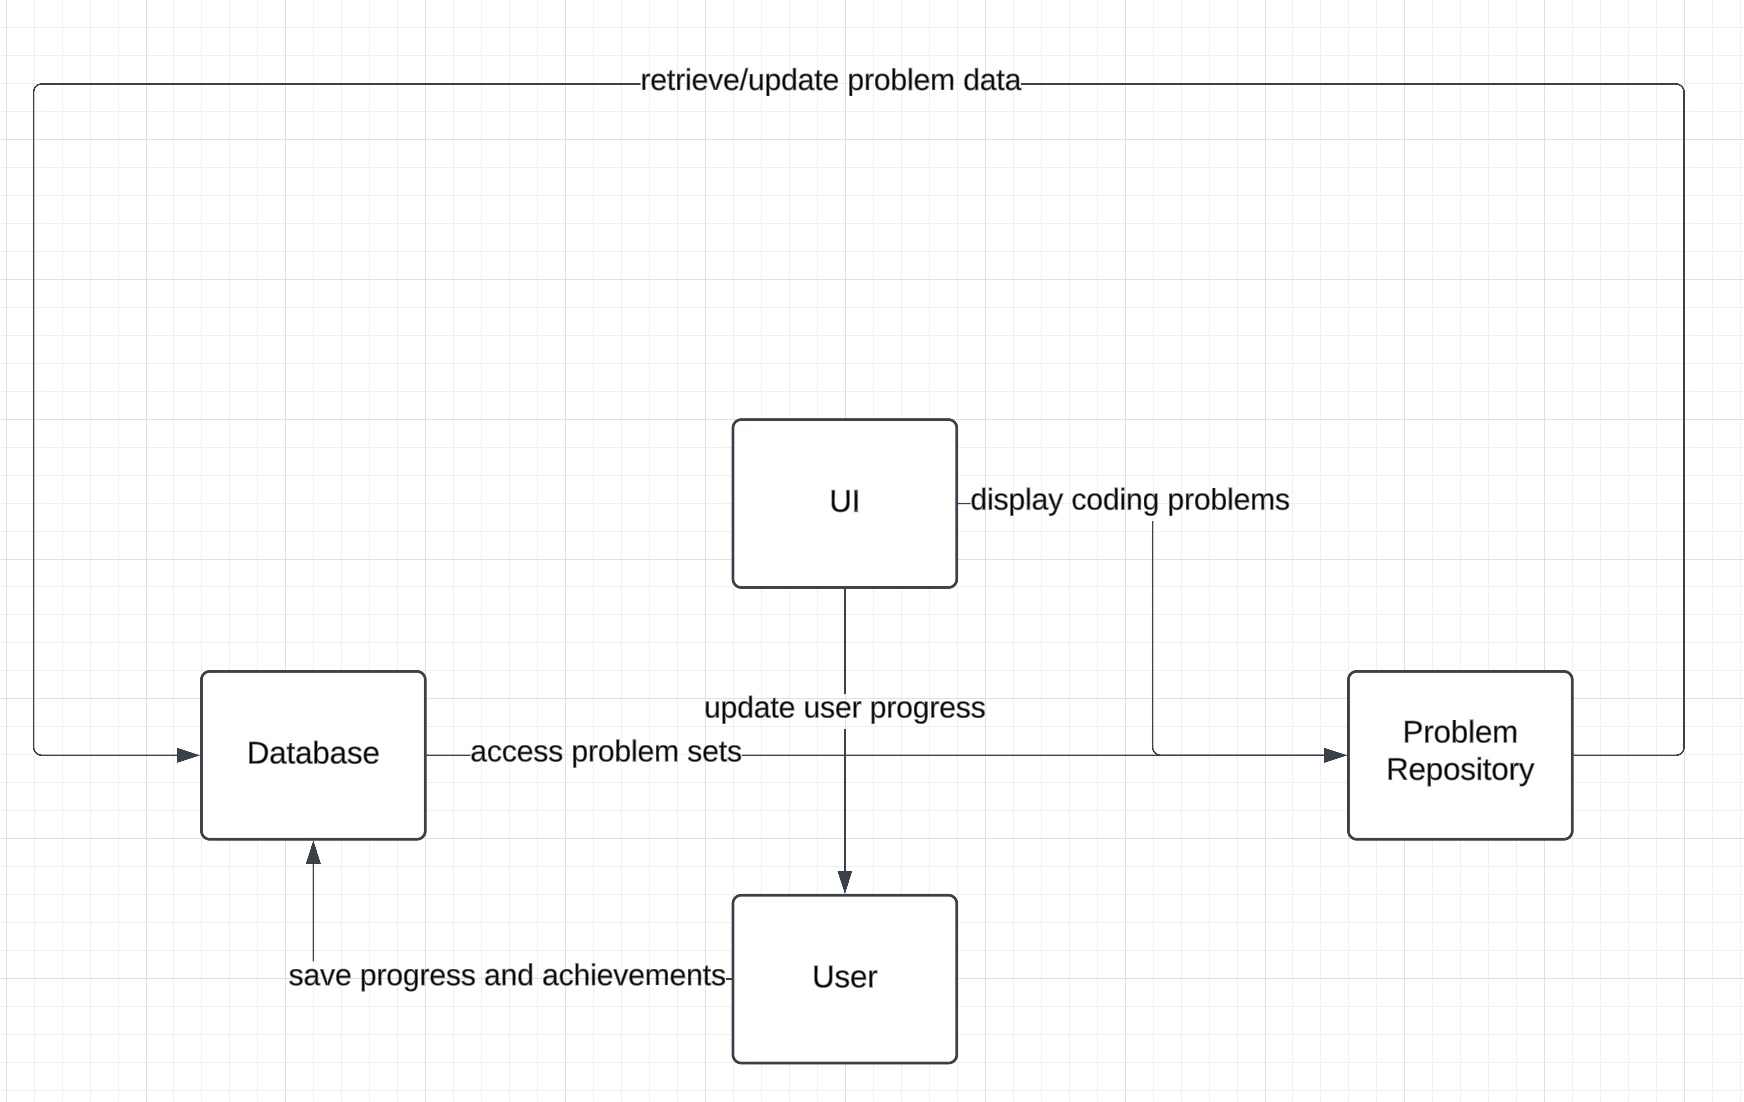 retrieve/update problem data
UI
display coding problems
update user progress
Database
access problem sets
Problem
Repository
save progress and achievements
User